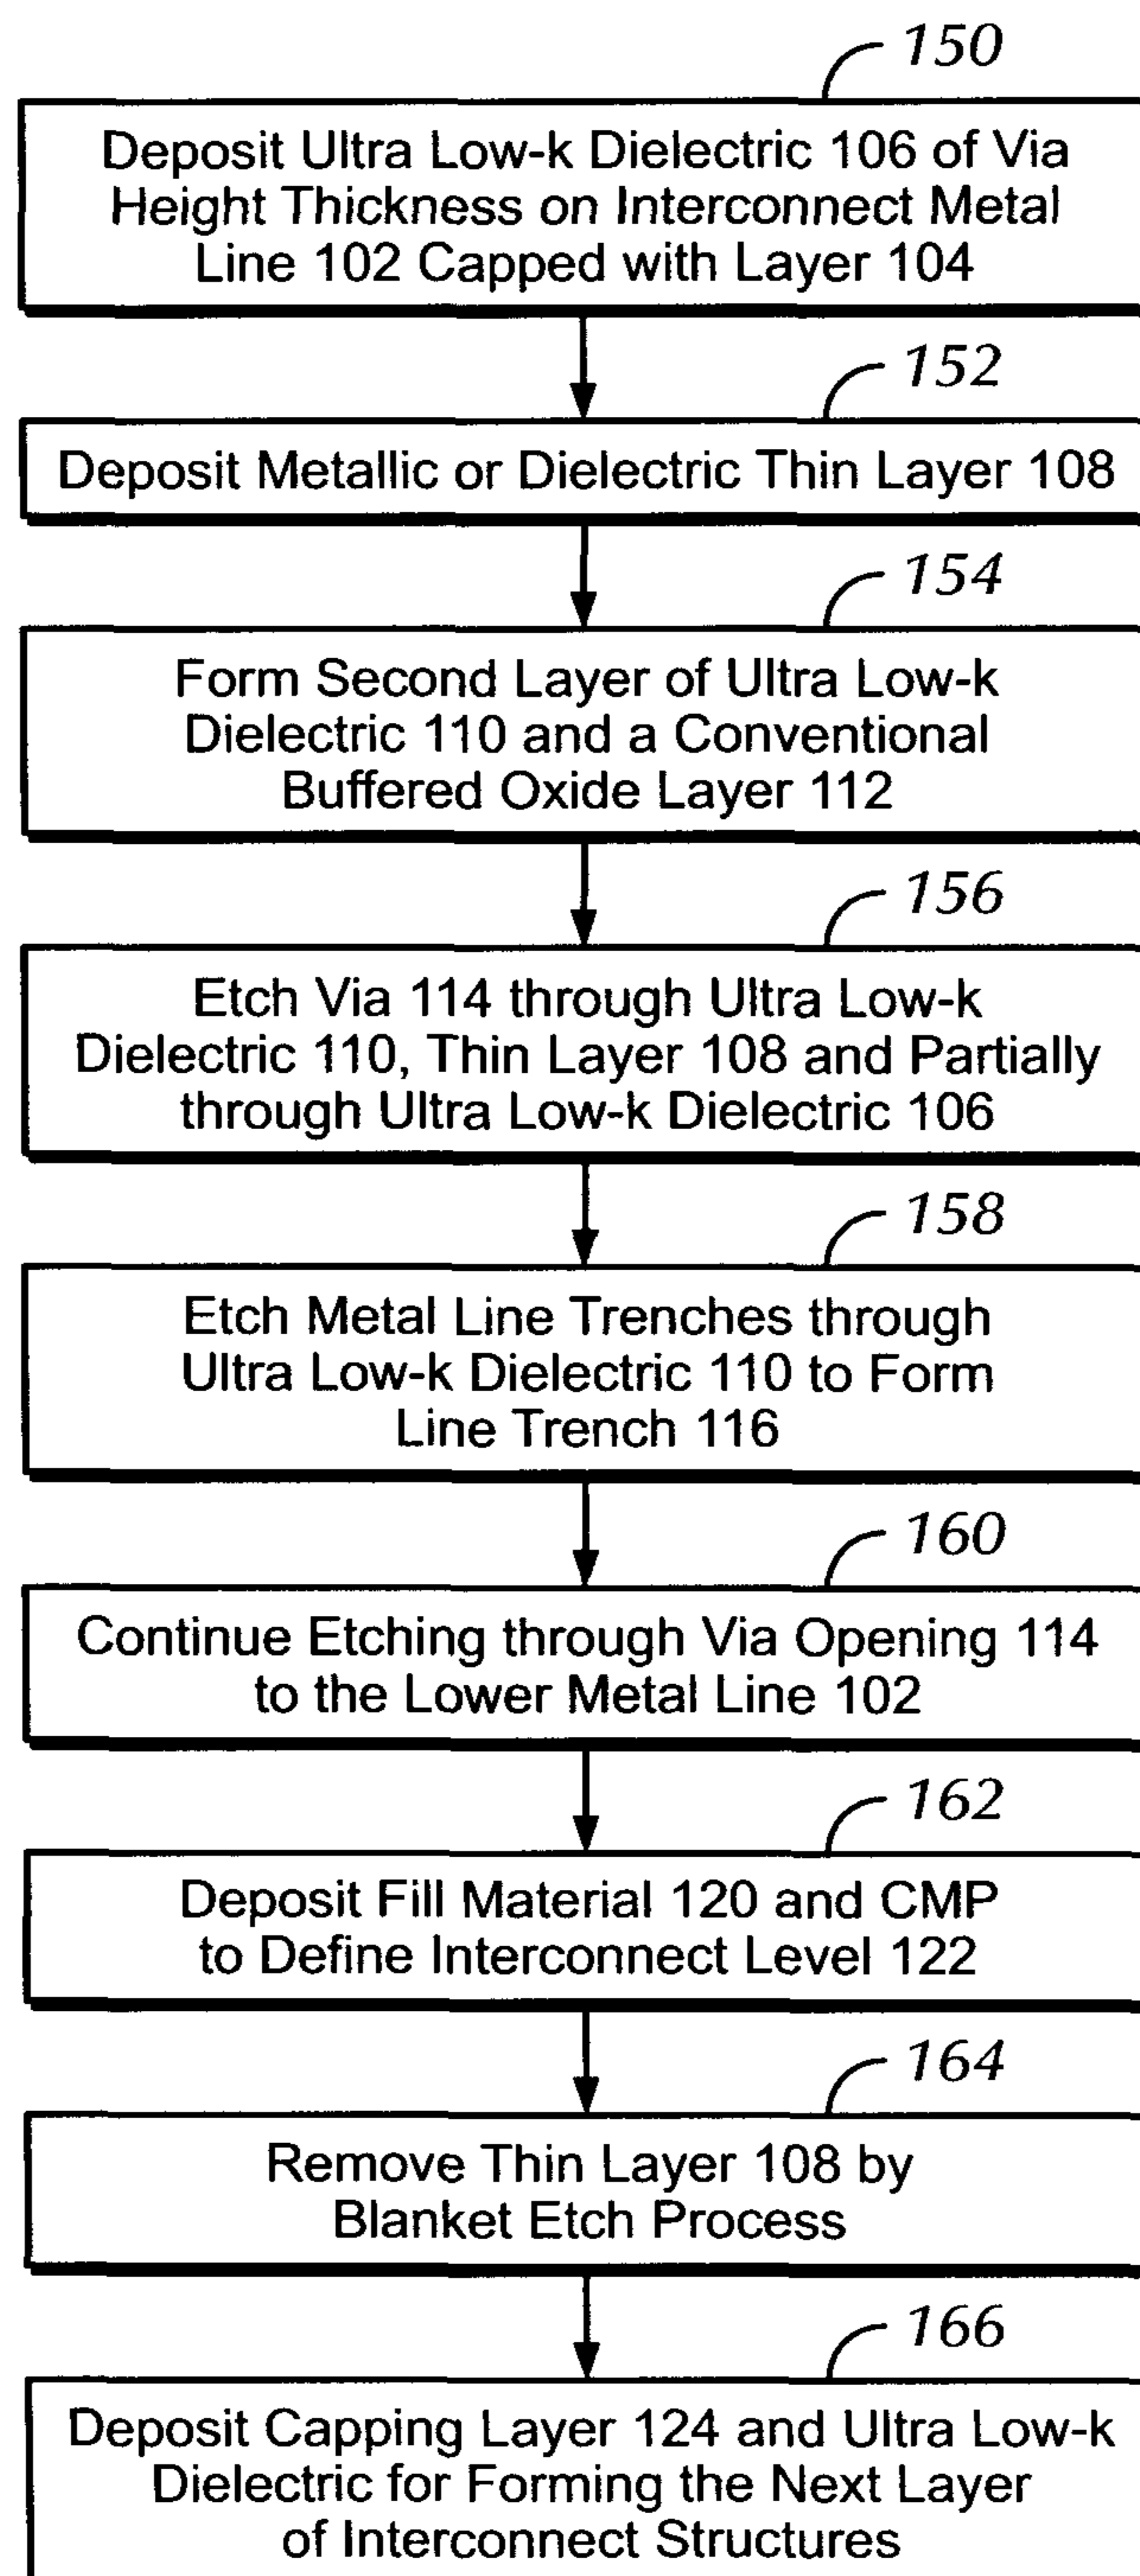 150
Deposit Ultra Low-k Dielectric 106 of Via
Height Thickness on Interconnect Metal
Line 102 Capped with Layer 104
152
Deposit Metallic or Dielectric Thin Layer 108
154
Form Second Layer of Ultra Low-k
Dielectric 110 and a Conventional
Buffered Oxide Layer 112
156
Etch Via 114 through Ultra Low-k
Dielectric 110, Thin Layer 108 and Partially
through Ultra Low-k Dielectric 106
158
Etch Metal Line Trenches through
Ultra Low-k Dielectric 110 to Form
Line Trench 116
160
Continue Etching through Via Opening 114
to the Lower Metal Line 102
162
Deposit Fill Material 120 and CMP
to Define Interconnect Level 122
164
Remove Thin Layer 108 by
Blanket Etch Process
166
Deposit Capping Layer 124 and Ultra Low-k
Dielectric for Forming the Next Layer
of Interconnect Structures